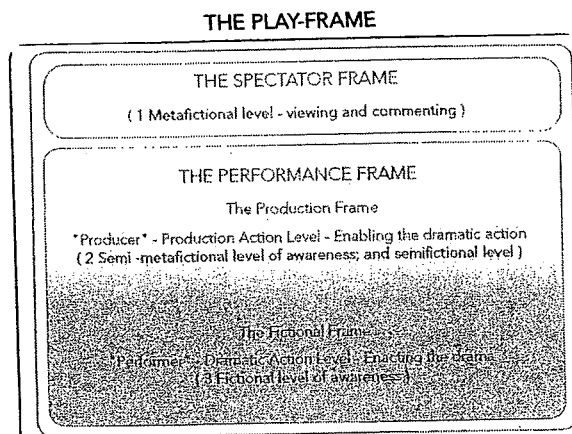 THE PLAY-FRAME
THE SPECTATOR FRAME
( 1 Metafictional level - viewing and commenting )
THE PERFORMANCE FRAME
The Production Frame
"Producer" - Production Action Level - Enabling the dramatic action
( 2 Semi -metafictional level of awareness; and semifictional level )
The Fictional Frame
"Performer" - Dramatic Action Level - Enacting the drama
( 3 Fictional level of awareness )